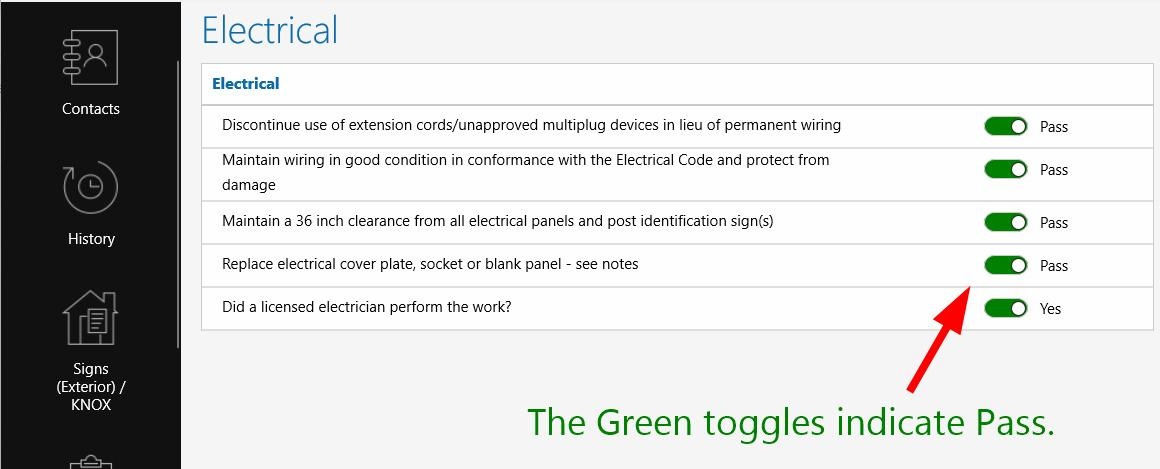 Contacts
History
Signs
(Exterior) /
KNOX
Electrical
Electrical
Discontinue use of extension cords/unapproved multiplug devices in lieu of permanent wiring
Pass
Maintain wiring in good condition in conformance with the Electrical Code and protect from
damage
Pass
Maintain a 36 inch clearance from all electrical panels and post identification sign(s)
Pass
Replace electrical cover plate, socket or blank panel - see notes
Pass
Did a licensed electrician perform the work?
Yes
The Green toggles indicate Pass.